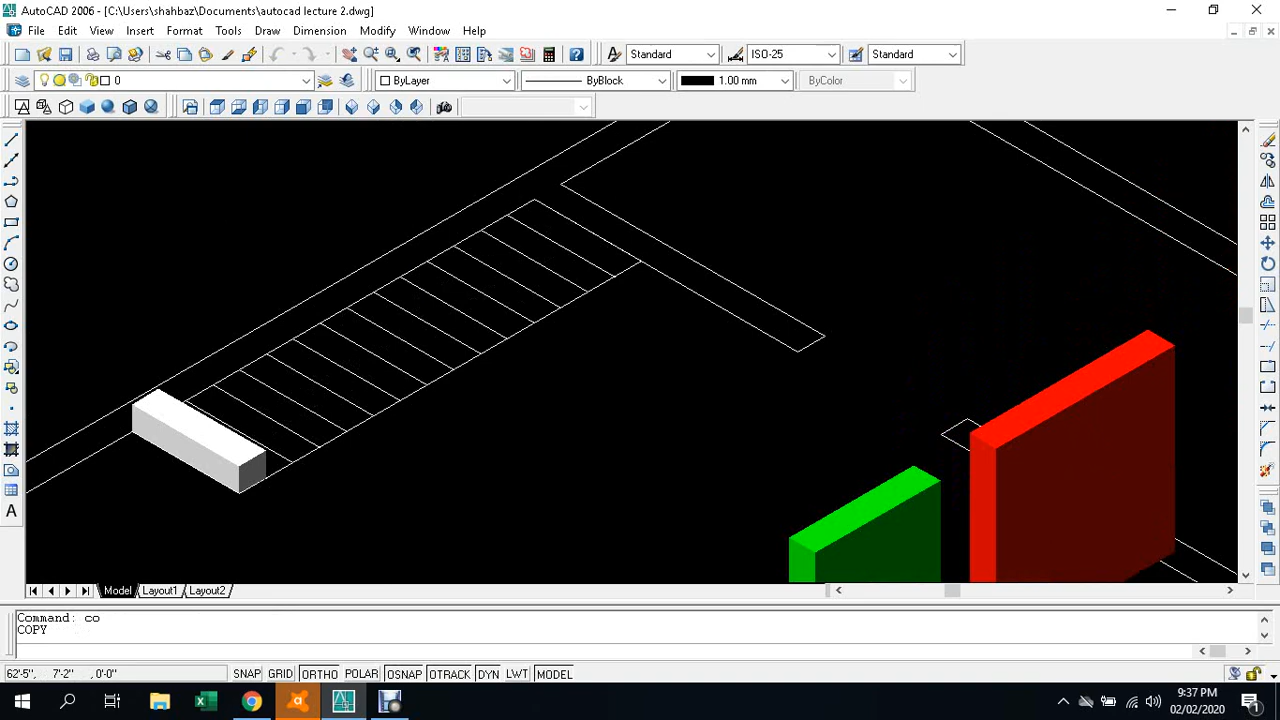 AutoCAD 2006 - [C:\Users\shahbaz\Documents\autocad lecture 2.dwg]
File Edit View Insert Format Tools Draw Dimension Modify Window Help
Standard ISO-25 Standard
0 ByLayer ByBlock 1.00 mm ByColor
A
Model Layout1 Layout2
Command: co
COPY
62'-5", 7'-2" ,0'-0" SNAP GRID ORTHO POLAR OSNAP OTRACK DYN LWT MODEL
9:37 PM
02/02/2020
1